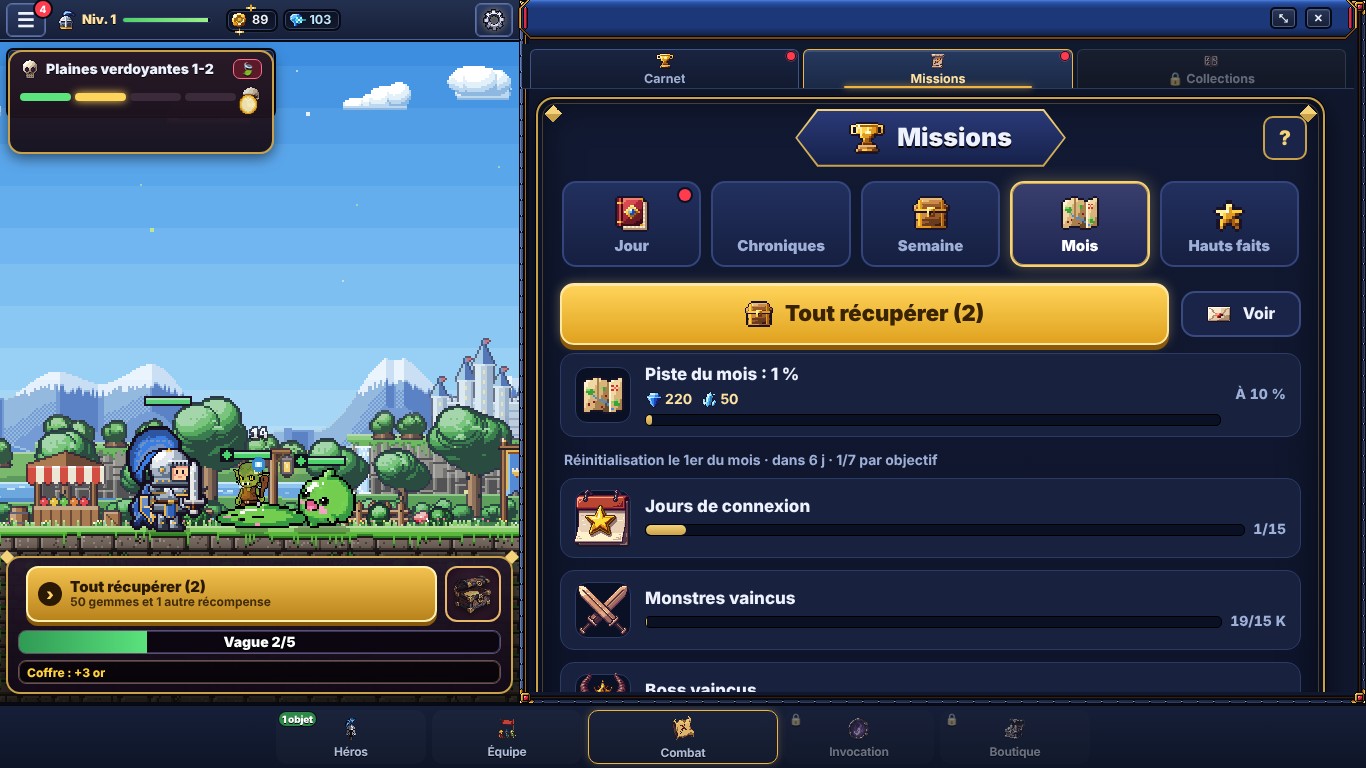 4
Niv. 1
89
103
Plaines verdoyantes 1-2
14
Tout récupérer (2)
50 gemmes et 1 autre récompense
Vague 2/5
Coffre : +3 or
Carnet
Missions
Collections
Missions
?
Jour
Chroniques
Semaine
Mois
Hauts faits
Tout récupérer (2)
Voir
Piste du mois : 1 %
220 50
À 10 %
Réinitialisation le 1er du mois · dans 6 j · 1/7 par objectif
Jours de connexion
1/15
Monstres vaincus
19/15 K
Boss vaincus
1 objet
Héros
Équipe
Combat
Invocation
Boutique